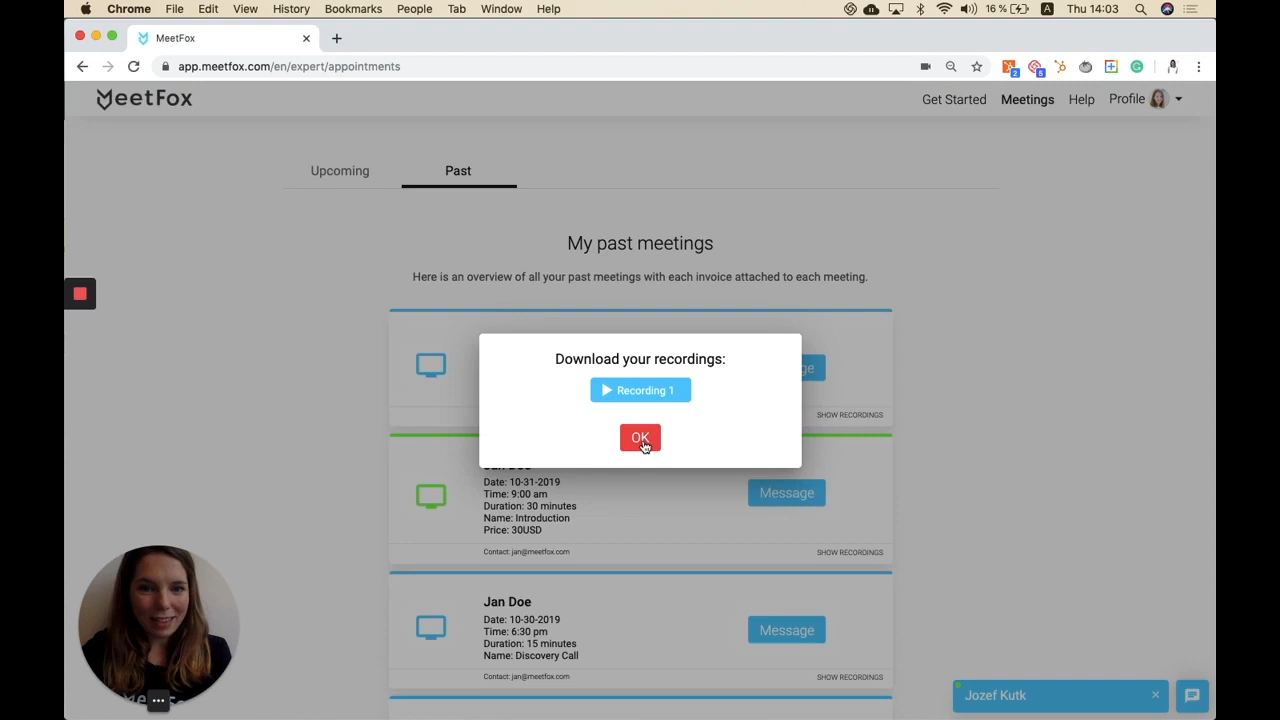 Chrome File Edit View History Bookmarks People Tab Window Help 16 % A Thu 14:03
MeetFox
app.meetfox.com/en/expert/appointments
2 5
MeetFox Get Started Meetings Help Profile
Upcoming Past
My past meetings
Here is an overview of all your past meetings with each invoice attached to each meeting.
Download your recordings:
Recording 1
OK
SHOW RECORDINGS
Date: 10-31-2019
Time: 9:00 am
Duration: 30 minutes
Name: Introduction
Price: 30USD
Message
Contact: jan@meetfox.com SHOW RECORDINGS
Jan Doe
Date: 10-30-2019
Time: 6:30 pm
Duration: 15 minutes
Name: Discovery Call
Message
Contact: jan@meetfox.com SHOW RECORDINGS
Jozef Kutk